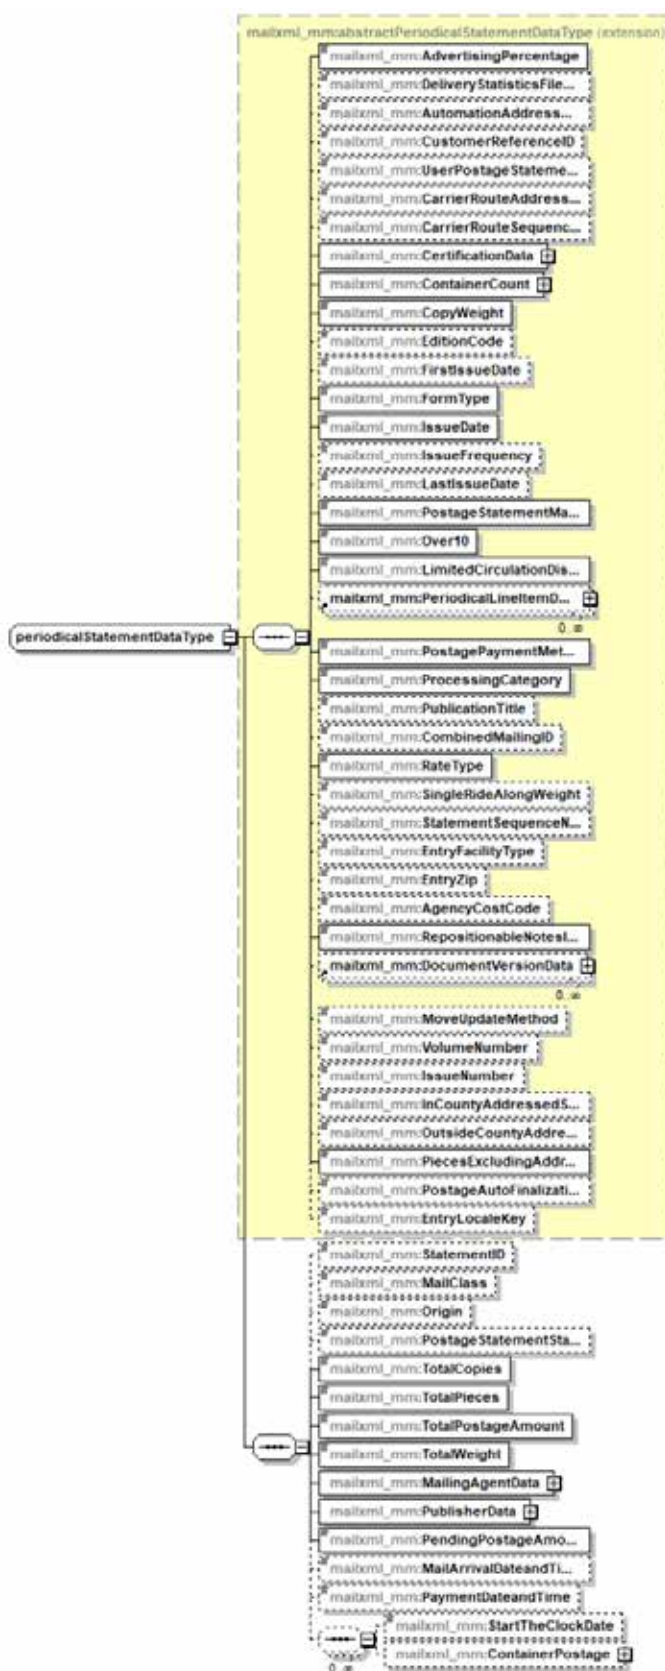 mailxml_mm:abstractPeriodicalStatementDataType (extension)
mailxml_mm:AdvertisingPercentage
mailxml_mm:DeliveryStatisticsFile...
mailxml_mm:AutomationAddress...
mailxml_mm:CustomerReferenceID
mailxml_mm:UserPostageStateme...
mailxml_mm:CarrierRouteAddress...
mailxml_mm:CarrierRouteSequenc...
mailxml_mm:CertificationData
mailxml_mm:ContainerCount
mailxml_mm:CopyWeight
mailxml_mm:EditionCode
mailxml_mm:FirstIssueDate
mailxml_mm:FormType
mailxml_mm:IssueDate
mailxml_mm:IssueFrequency
mailxml_mm:LastIssueDate
mailxml_mm:PostageStatementMa...
mailxml_mm:Over10
mailxml_mm:LimitedCirculationDis...
mailxml_mm:PeriodicalLineItemD...
0..∞
periodicalStatementDataType
mailxml_mm:PostagePaymentMet...
mailxml_mm:ProcessingCategory
mailxml_mm:PublicationTitle
mailxml_mm:CombinedMailingID
mailxml_mm:RateType
mailxml_mm:SingleRideAlongWeight
mailxml_mm:StatementSequenceN...
mailxml_mm:EntryFacilityType
mailxml_mm:EntryZip
mailxml_mm:AgencyCostCode
mailxml_mm:RepositionableNotesI...
mailxml_mm:DocumentVersionData
0..∞
mailxml_mm:MoveUpdateMethod
mailxml_mm:VolumeNumber
mailxml_mm:IssueNumber
mailxml_mm:InCountyAddressedS...
mailxml_mm:OutsideCountyAddre...
mailxml_mm:PiecesExcludingAddr...
mailxml_mm:PostageAutoFinalizati...
mailxml_mm:EntryLocaleKey
mailxml_mm:StatementID
mailxml_mm:MailClass
mailxml_mm:Origin
mailxml_mm:PostageStatementSta...
mailxml_mm:TotalCopies
mailxml_mm:TotalPieces
mailxml_mm:TotalPostageAmount
mailxml_mm:TotalWeight
mailxml_mm:MailingAgentData
mailxml_mm:PublisherData
mailxml_mm:PendingPostageAmo...
mailxml_mm:MailArrivalDateandTi...
mailxml_mm:PaymentDateandTime
mailxml_mm:StartTheClockDate
mailxml_mm:ContainerPostage
0..∞